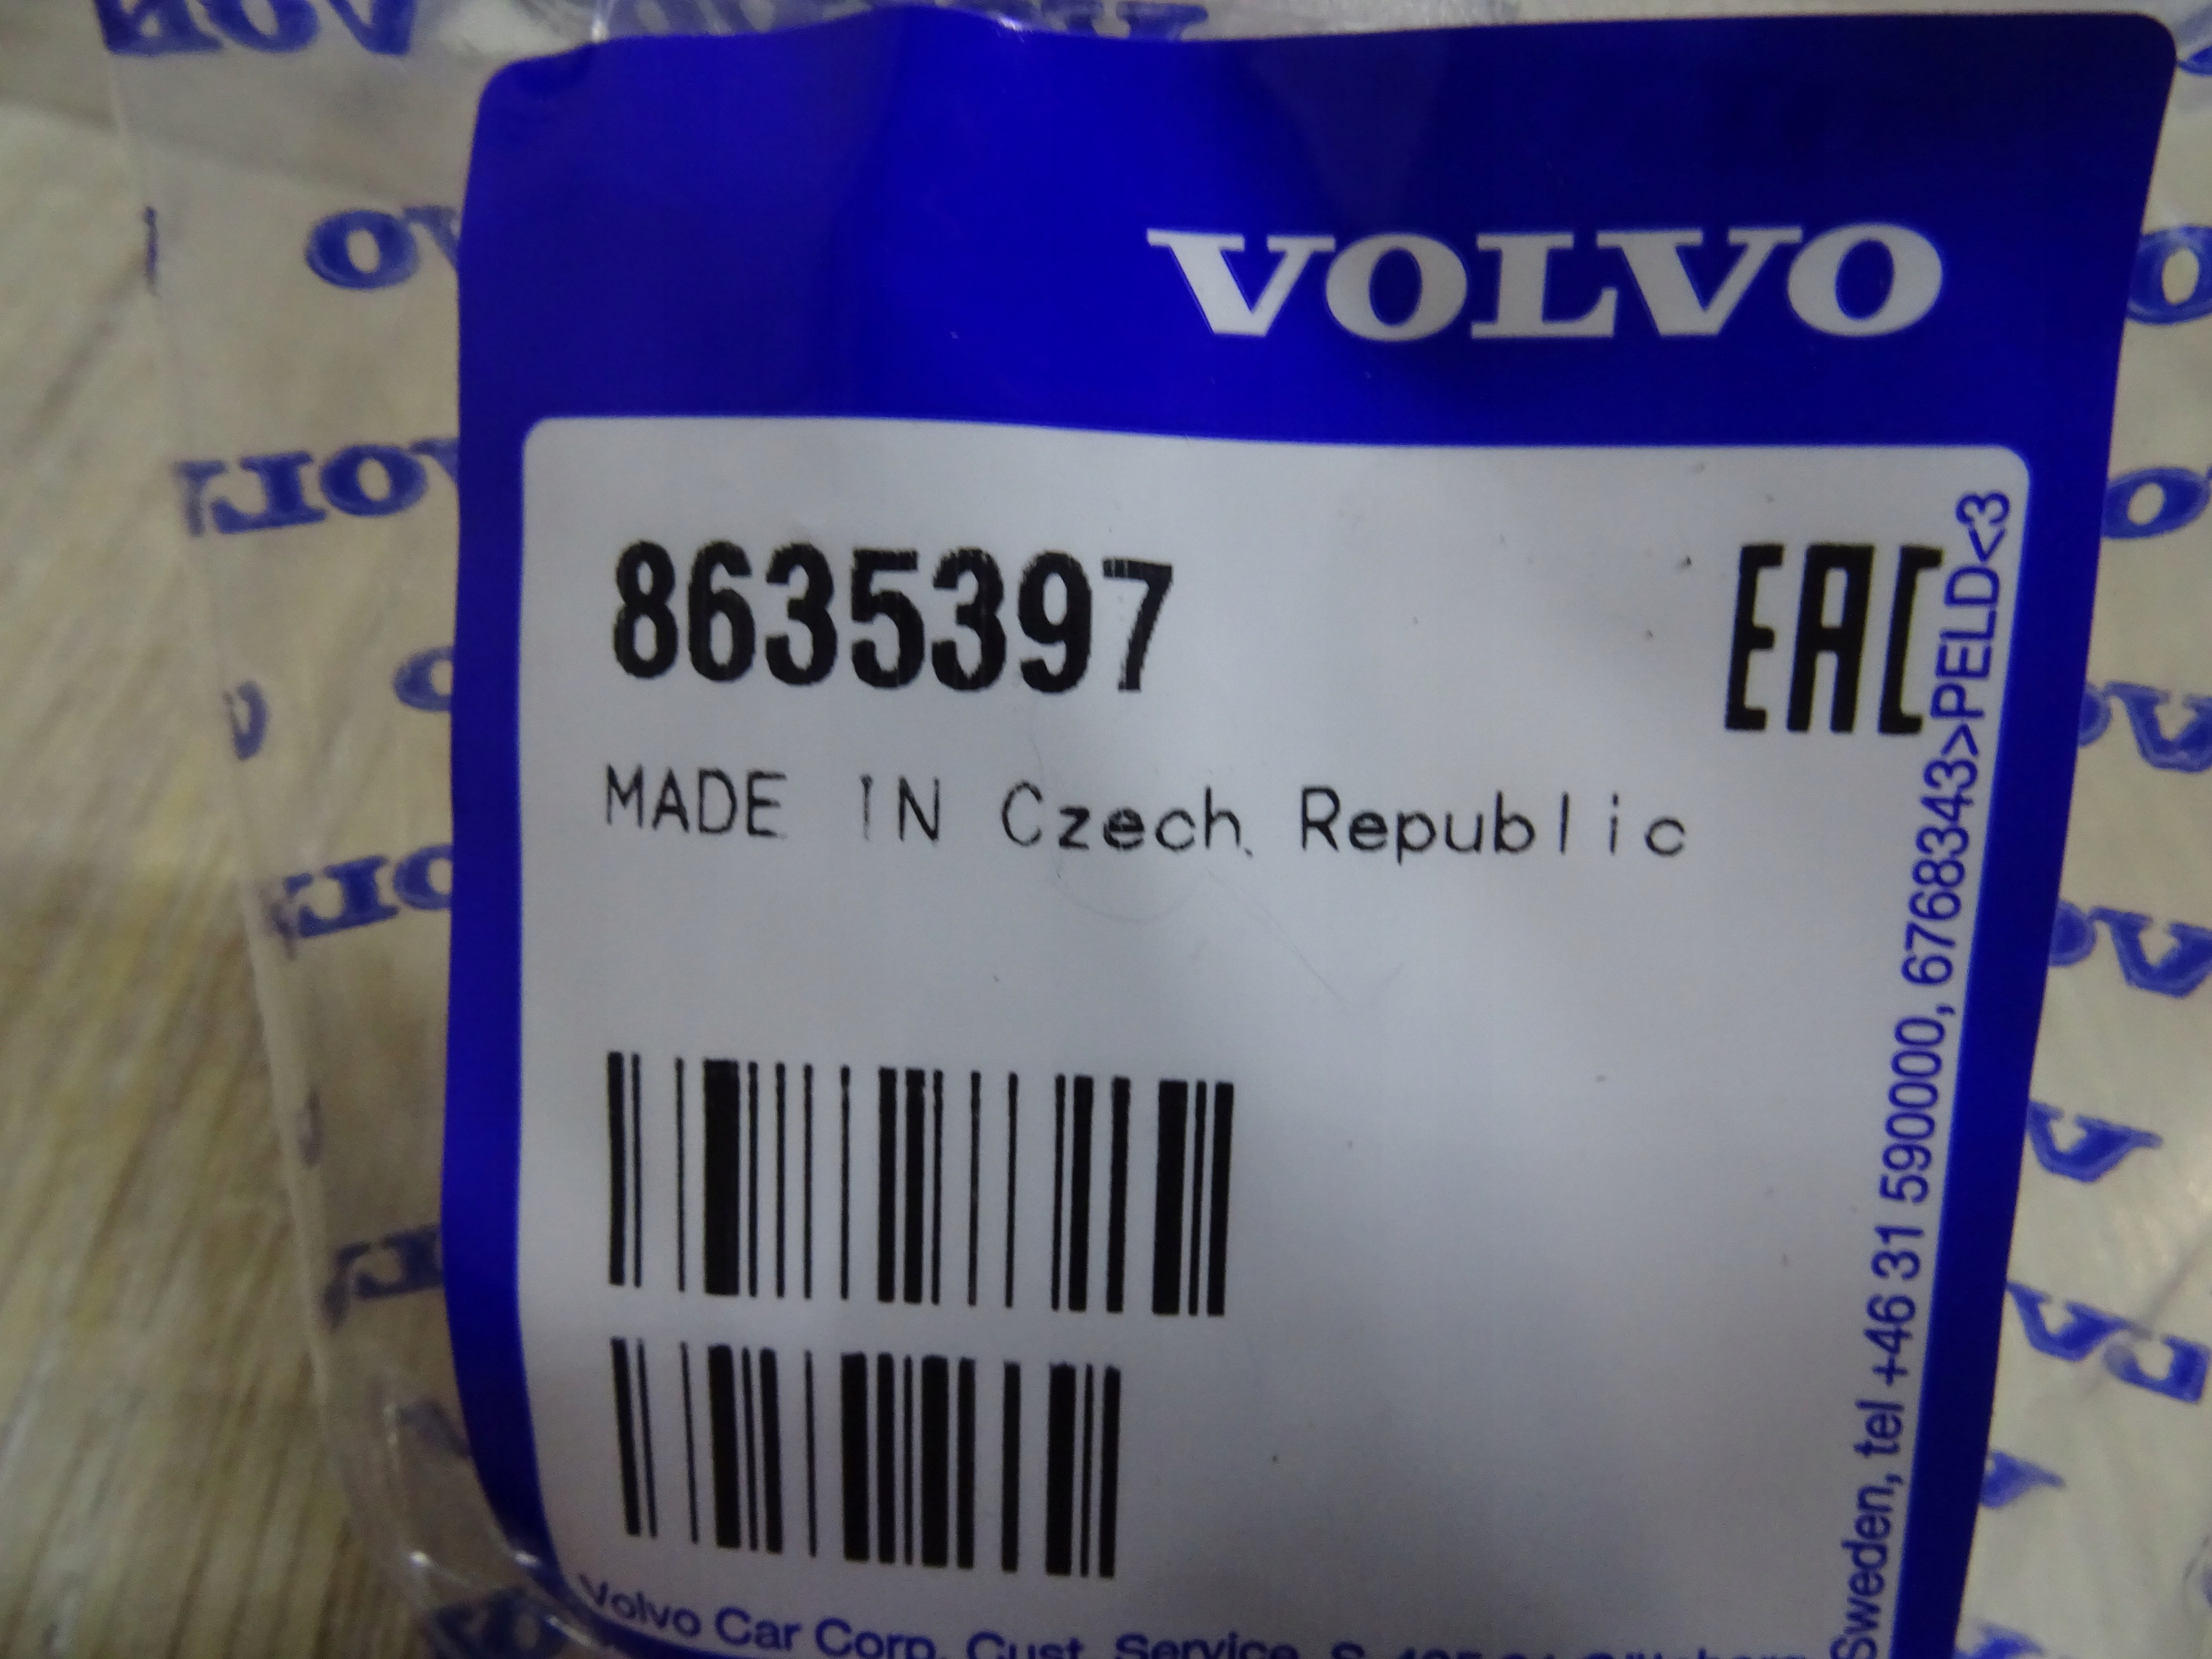 VOLVO
8635397
EAC
MADE IN Czech Republic
Volvo Car Corp. Cust. Service
Sweden, tel +46 31 590000, 6768343>PELD<3